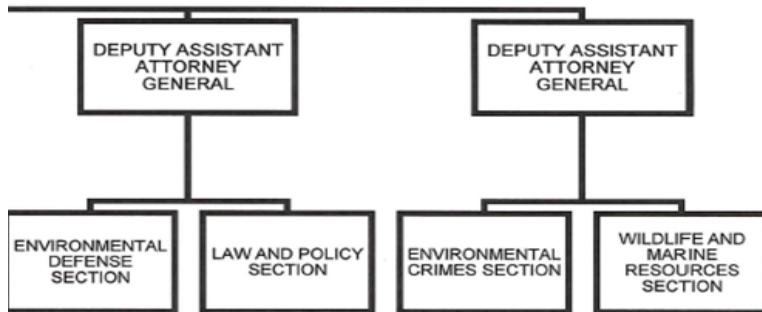 DEPUTY ASSISTANT
ATTORNEY
GENERAL
DEPUTY ASSISTANT
ATTORNEY
GENERAL
ENVIRONMENTAL
DEFENSE
SECTION
LAW AND POLICY
SECTION
ENVIRONMENTAL
CRIMES SECTION
WILDLIFE AND
MARINE
RESOURCES
SECTION